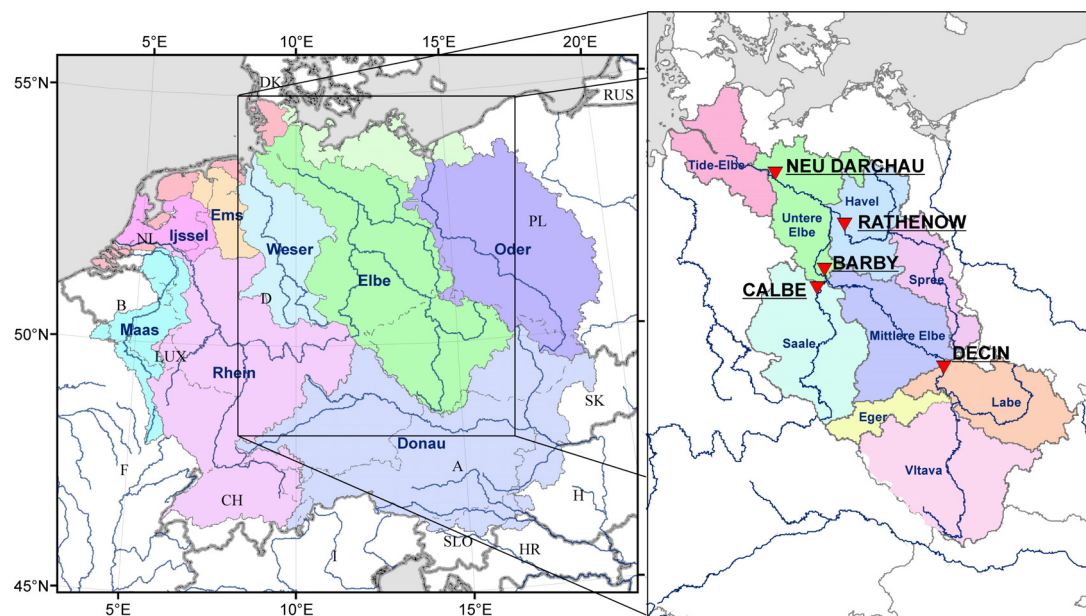 5°E
10°E
15°E
20°E
55°N
50°N
45°N
5°E
10°E
15°E
DK
RUS
PL
Ems
NL
Ijssel
Weser
Oder
Elbe
D
B
Maas
LUX
Rhein
SK
Donau
F
A
CH
H
SLO
HR
I
Tide-Elbe
NEU DARCHAU
Havel
Untere
Elbe
RATHENOW
BARBY
Spree
CALBE
Mittlere Elbe
Saale
DECIN
Labe
Eger
Vltava